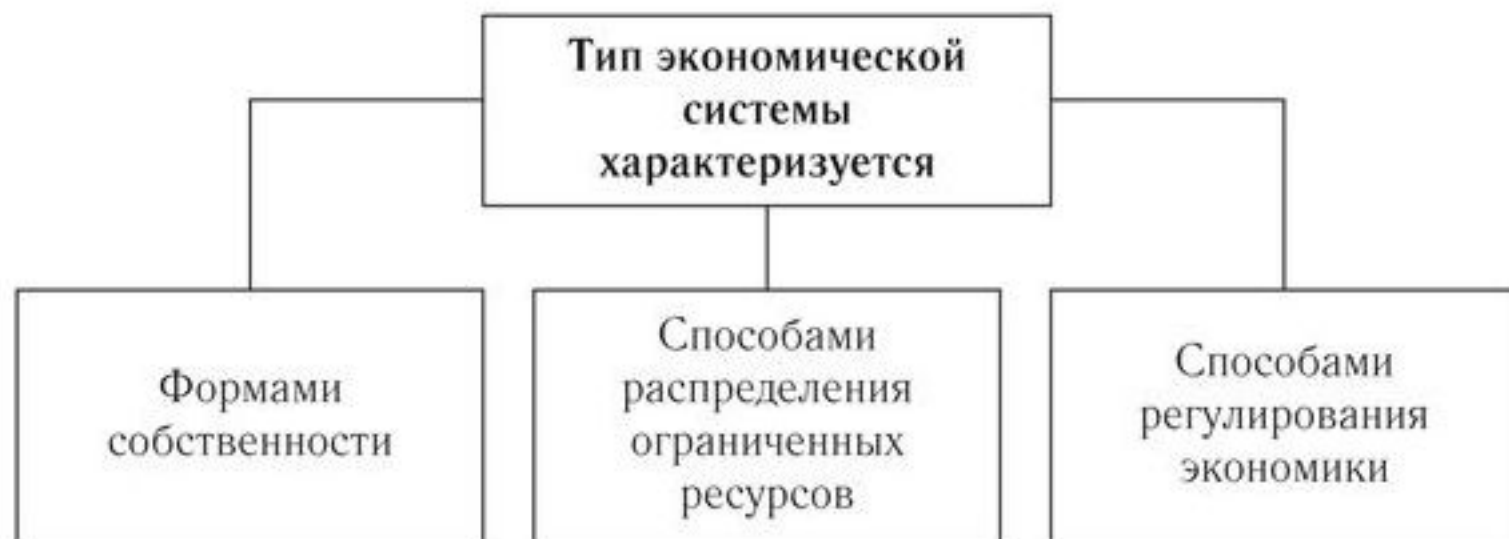 Тип экономической
системы
характеризуется
Формами
собственности
Способами
распределения
ограниченных
ресурсов
Способами
регулирования
экономики